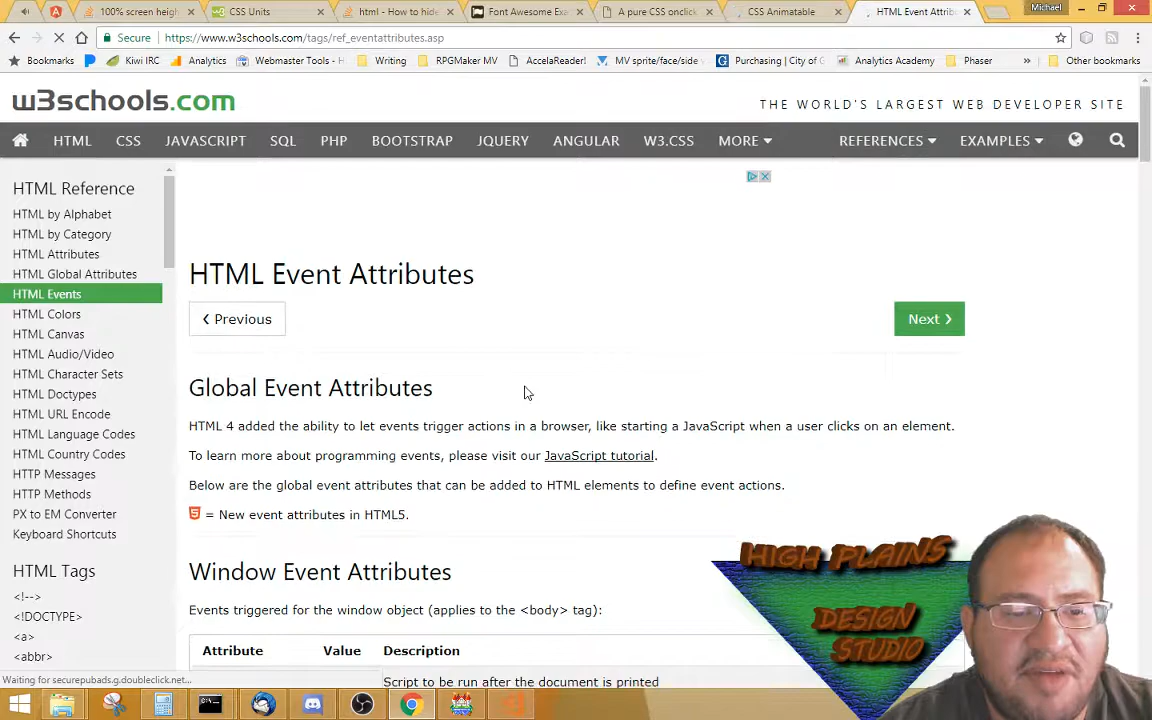 100% screen heigh
CSS Units
html - How to hide
Font Awesome Exa
A pure CSS onclick
CSS Animatable
HTML Event Attrib
Michael
Secure
https://www.w3schools.com/tags/ref_eventattributes.asp
Bookmarks
Kiwi IRC
Analytics
Webmaster Tools - H
Writing
RPGMaker MV
AccelaReader!
MV sprite/face/side
Purchasing | City of
Analytics Academy
Phaser
»
Other bookmarks
w3schools.com
THE WORLD'S LARGEST WEB DEVELOPER SITE
HTML CSS JAVASCRIPT SQL PHP BOOTSTRAP JQUERY ANGULAR W3.CSS MORE REFERENCES EXAMPLES
HTML Reference
HTML by Alphabet
HTML by Category
HTML Attributes
HTML Global Attributes
HTML Events
HTML Colors
HTML Canvas
HTML Audio/Video
HTML Character Sets
HTML Doctypes
HTML URL Encode
HTML Language Codes
HTML Country Codes
HTTP Messages
HTTP Methods
PX to EM Converter
Keyboard Shortcuts
HTML Tags
<!-->
<!DOCTYPE>
<a>
<abbr>
HTML Event Attributes
❮ Previous
Next ❯
Global Event Attributes
HTML 4 added the ability to let events trigger actions in a browser, like starting a JavaScript when a user clicks on an element.
To learn more about programming events, please visit our JavaScript tutorial.
Below are the global event attributes that can be added to HTML elements to define event actions.
= New event attributes in HTML5.
Window Event Attributes
Events triggered for the window object (applies to the <body> tag):
Attribute Value Description
Script to be run after the document is printed
Waiting for securepubads.g.doubleclick.net...
HIGH PLAINS
DESIGN
STUDIO